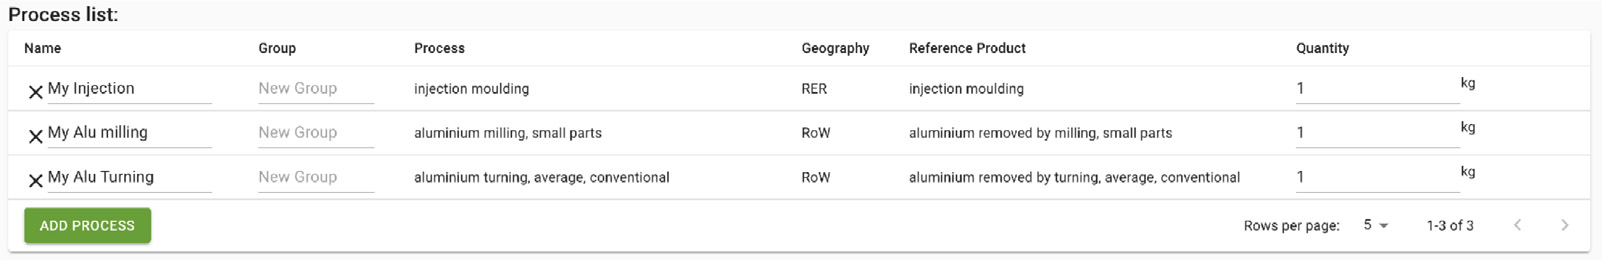 Process list:
Name Group Process Geography Reference Product Quantity
My Injection New Group injection moulding RER injection moulding 1 kg
My Alu milling New Group aluminium milling, small parts RoW aluminium removed by milling, small parts 1 kg
My Alu Turning New Group aluminium turning, average, conventional RoW aluminium removed by turning, average, conventional 1 kg
ADD PROCESS Rows per page: 5 1-3 of 3